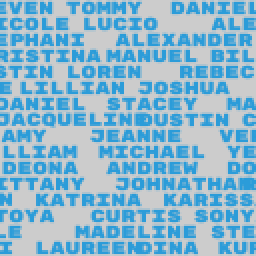 EVEN TOMMY DANIEL
ICOLE LUCIO ALE
EPHANI ALEXANDER
RISTINA MANUEL BIL
STIN LOREN REBEC
E LILLIAN JOSHUA
DANIEL STACEY MA
JACQUELINE DUSTIN C
AMY JEANNE VE
LLIAM MICHAEL YE
DEONA ANDREW DO
ITTANY JOHNATHAN
N KATRINA KARISS
TOYA CURTIS SONY
LE MADELINE STE
I LAUREEN DINA KU